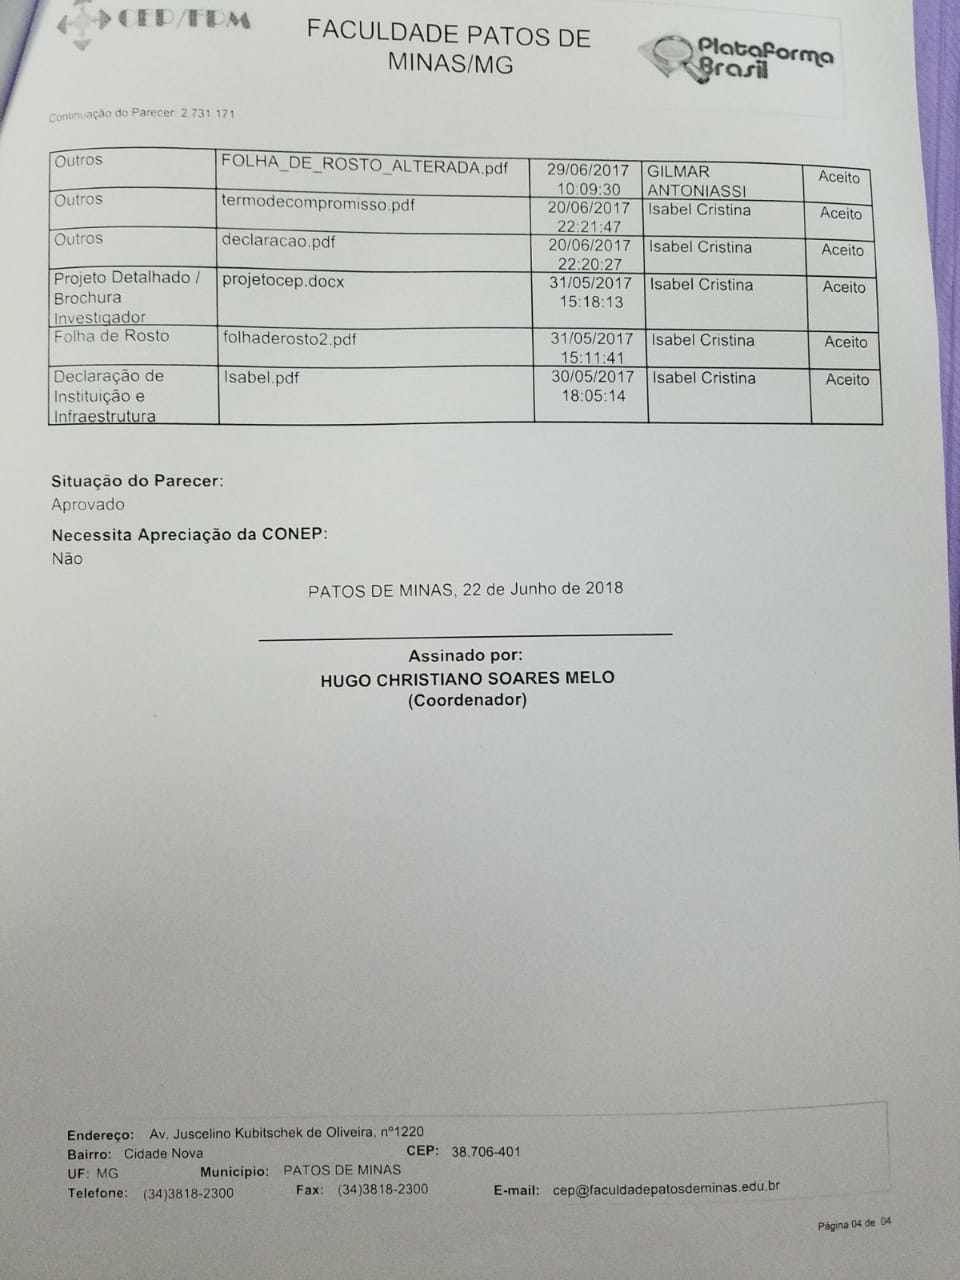 CEP/FPM
FACULDADE PATOS DE
MINAS/MG
Plataforma
Brasil
Continuação do Parecer: 2.731.171
Outros FOLHA_DE_ROSTO_ALTERADA.pdf 29/06/2017 GILMAR Aceito
10:09:30 ANTONIASSI
Outros termodecompromisso.pdf 20/06/2017 Isabel Cristina Aceito
22:21:47
Outros declaracao.pdf 20/06/2017 Isabel Cristina Aceito
22:20:27
Projeto Detalhado / projetocep.docx 31/05/2017 Isabel Cristina Aceito
Brochura 15:18:13
Investigador
Folha de Rosto folhaderosto2.pdf 31/05/2017 Isabel Cristina Aceito
15:11:41
Declaração de Isabel.pdf 30/05/2017 Isabel Cristina Aceito
Instituição e 18:05:14
Infraestrutura
Situação do Parecer:
Aprovado
Necessita Apreciação da CONEP:
Não
PATOS DE MINAS, 22 de Junho de 2018
Assinado por:
HUGO CHRISTIANO SOARES MELO
(Coordenador)
Endereço: Av. Juscelino Kubitschek de Oliveira, nº1220
Bairro: Cidade Nova CEP: 38.706-401
UF: MG Municipio: PATOS DE MINAS
Telefone: (34)3818-2300 Fax: (34)3818-2300 E-mail: cep@faculdadepatosdeminas.edu.br
Página 04 de 04